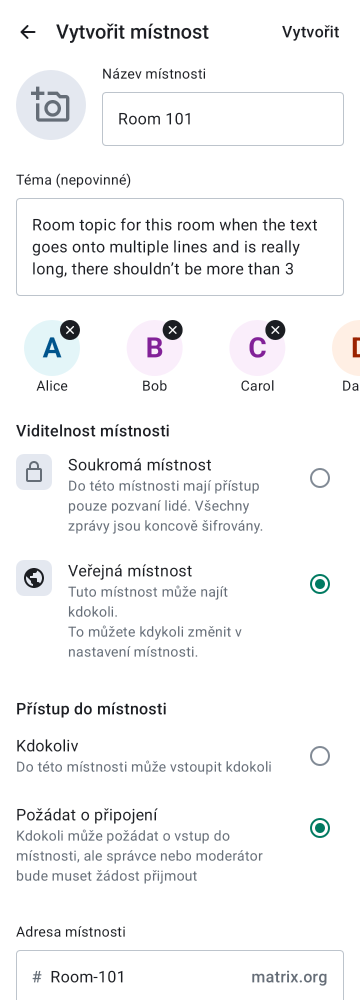 Vytvořit místnost
Vytvořit
Název místnosti
Room 101
Téma (nepovinné)
Room topic for this room when the text
goes onto multiple lines and is really
long, there shouldn’t be more than 3
A
B
C
Alice
Bob
Carol
Da
Viditelnost místnosti
Soukromá místnost
Do této místnosti mají přístup
pouze pozvaní lidé. Všechny
zprávy jsou koncově šifrovány.
Veřejná místnost
Tuto místnost může najít
kdokoli.
To můžete kdykoli změnit v
nastavení místnosti.
Přístup do místnosti
Kdokoliv
Do této místnosti může vstoupit kdokoli
Požádat o připojení
Kdokoli může požádat o vstup do
místnosti, ale správce nebo moderátor
bude muset žádost přijmout
Adresa místnosti
# Room-101 matrix.org